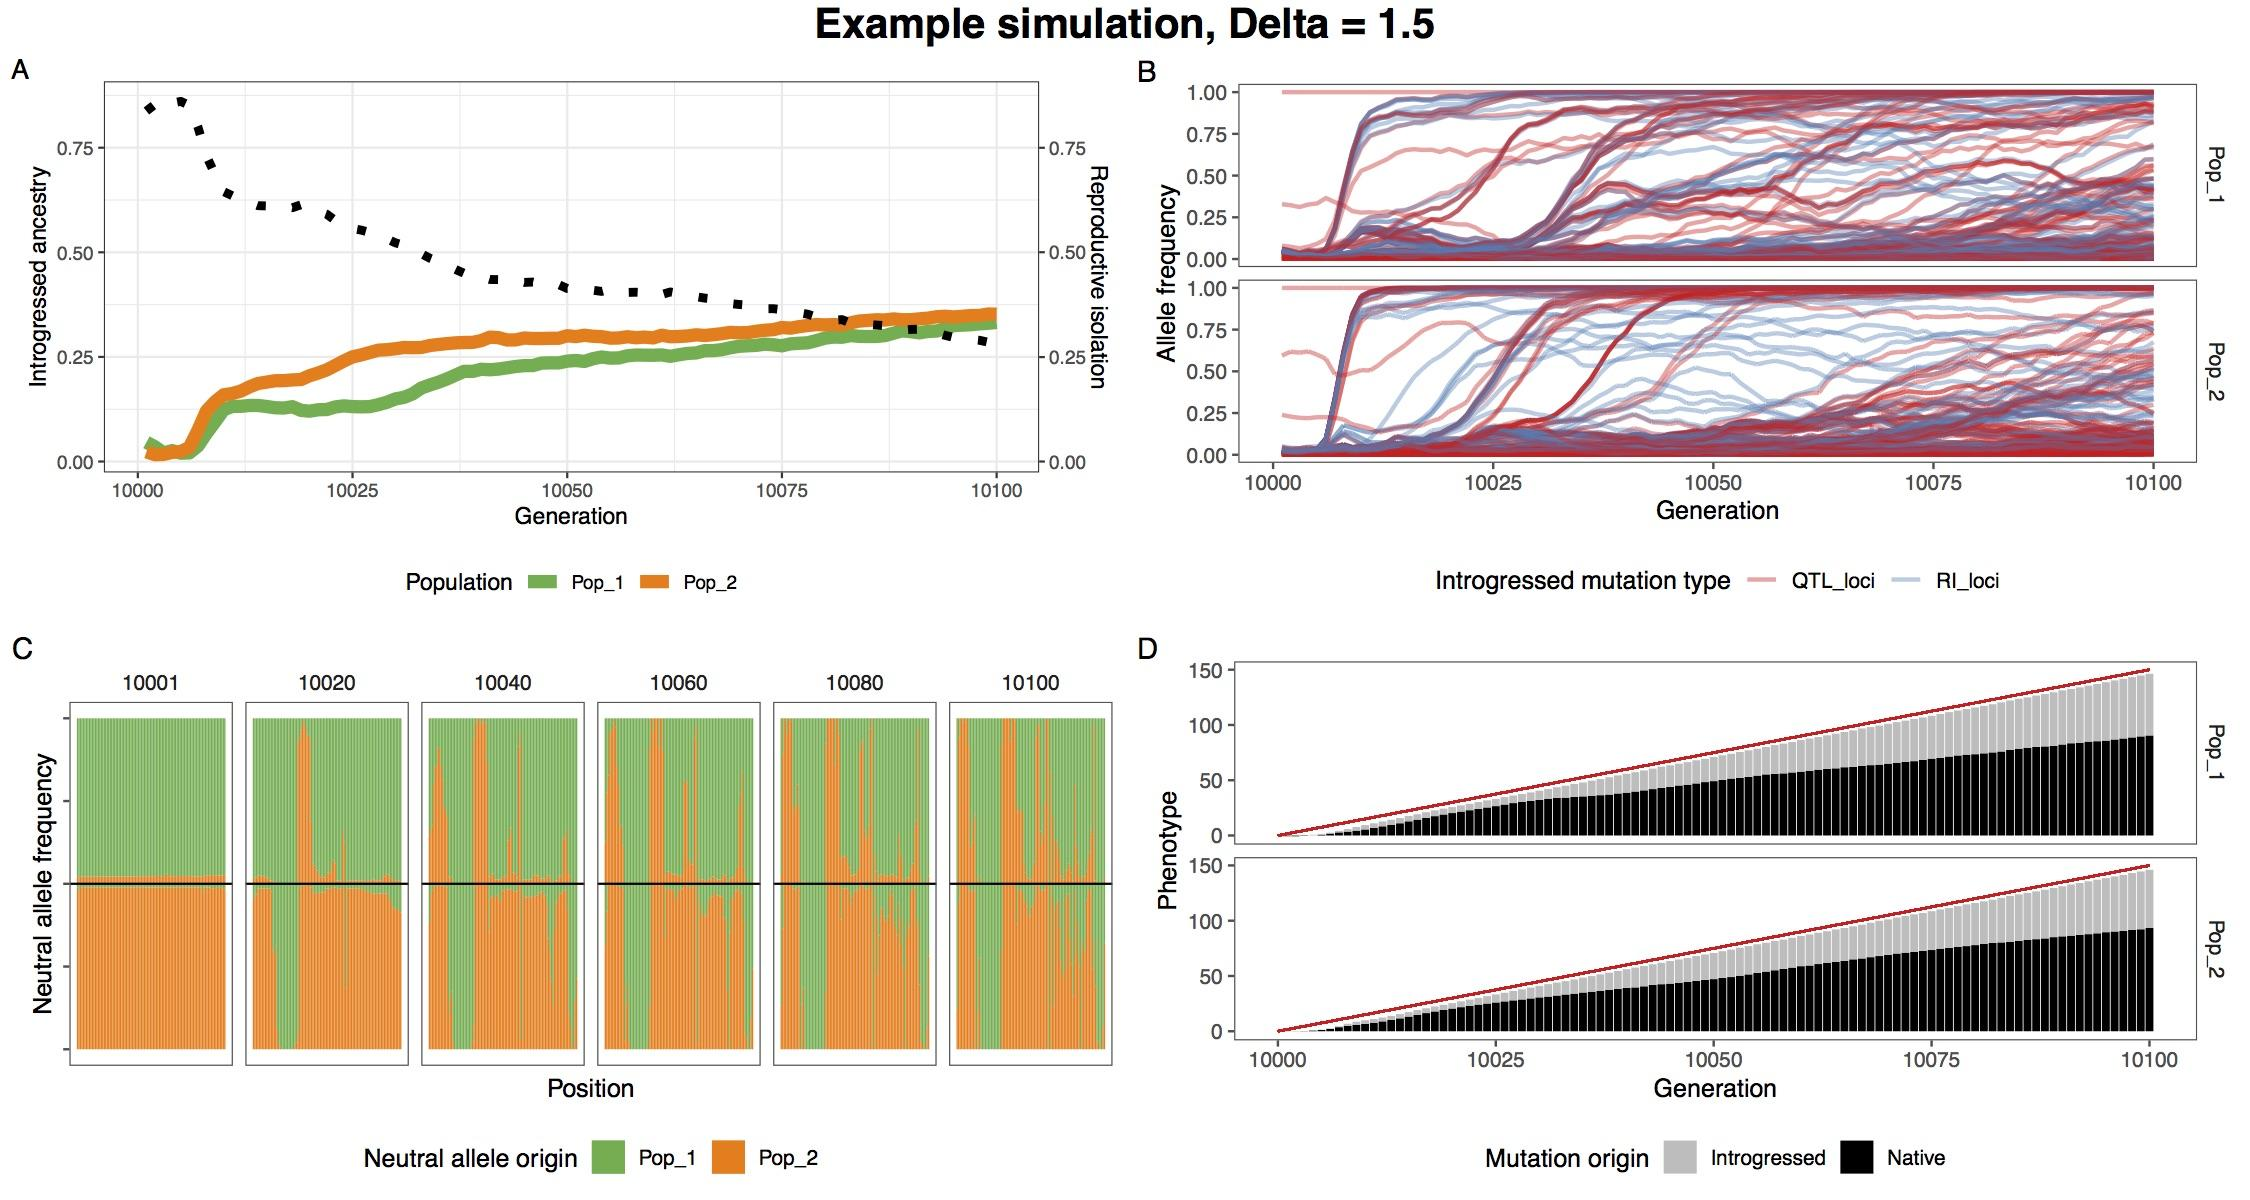 Example simulation, Delta = 1.5
A
Introgressed ancestry
0.75
0.50
0.25
0.00
0.75
0.50
0.25
0.00
Reproductive isolation
10000 10025 10050 10075 10100
Generation
Population Pop_1 Pop_2
B
Allele frequency
1.00
0.75
0.50
0.25
0.00
Pop_1
1.00
0.75
0.50
0.25
0.00
Pop_2
10000 10025 10050 10075 10100
Generation
Introgressed mutation type QTL_loci RI_loci
C
10001 10020 10040 10060 10080 10100
Neutral allele frequency
Position
Neutral allele origin Pop_1 Pop_2
D
Phenotype
150
100
50
0
Pop_1
150
100
50
0
Pop_2
10000 10025 10050 10075 10100
Generation
Mutation origin Introgressed Native